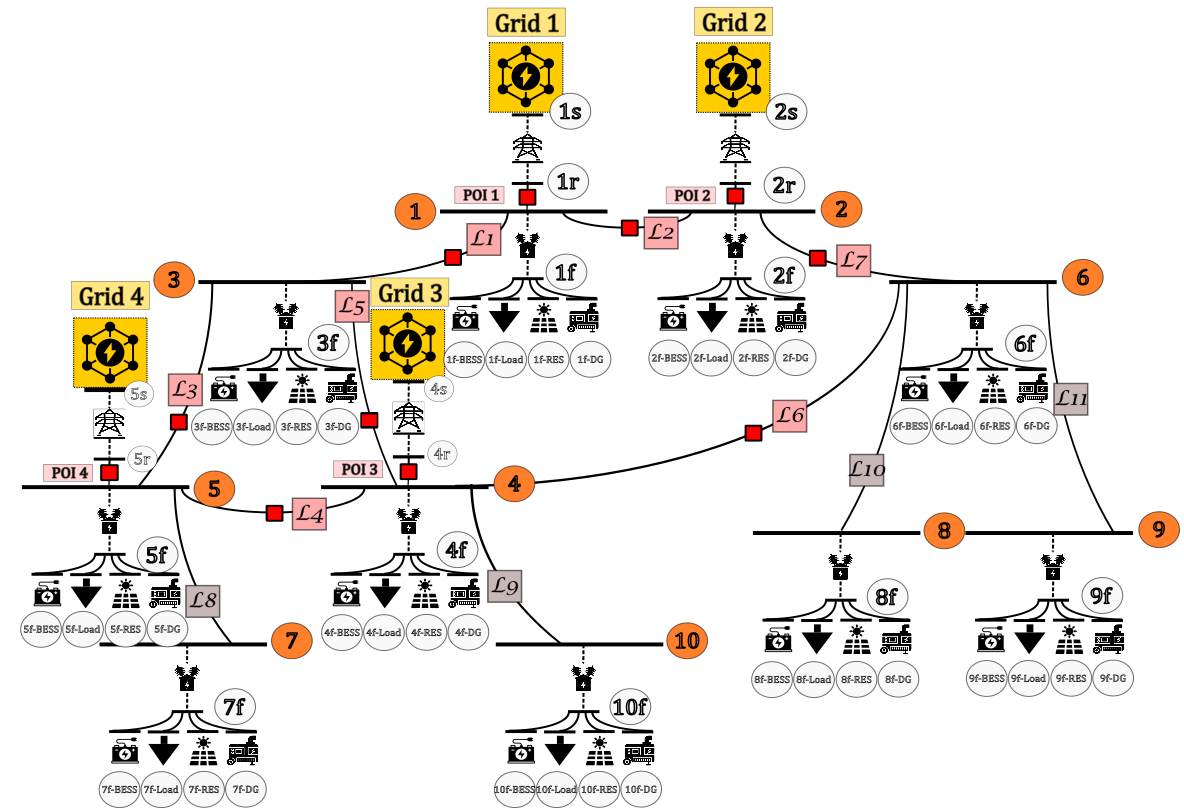 Grid 1
Grid 2
1s
2s
1r
2r
POI 1
POI 2
1
2
ℒ1
ℒ2
ℒ7
3
6
1f
2f
Grid 4
Grid 3
ℒ5
1f-BESS 1f-Load 1f-RES 1f-DG
2f-BESS 2f-Load 2f-RES 2f-DG
3f
6f
5s
4s
ℒ3
ℒ6
ℒ11
3f-BESS 3f-Load 3f-RES 3f-DG
6f-BESS 6f-Load 6f-RES 6f-DG
5r
4r
POI 4
POI 3
ℒ10
5
4
ℒ4
8
9
5f
4f
ℒ9
ℒ8
8f
9f
5f-BESS 5f-Load 5f-RES 5f-DG
4f-BESS 4f-Load 4f-RES 4f-DG
7
10
8f-BESS 8f-Load 8f-RES 8f-DG
9f-BESS 9f-Load 9f-RES 9f-DG
7f
10f
7f-BESS 7f-Load 7f-RES 7f-DG
10f-BESS 10f-Load 10f-RES 10f-DG